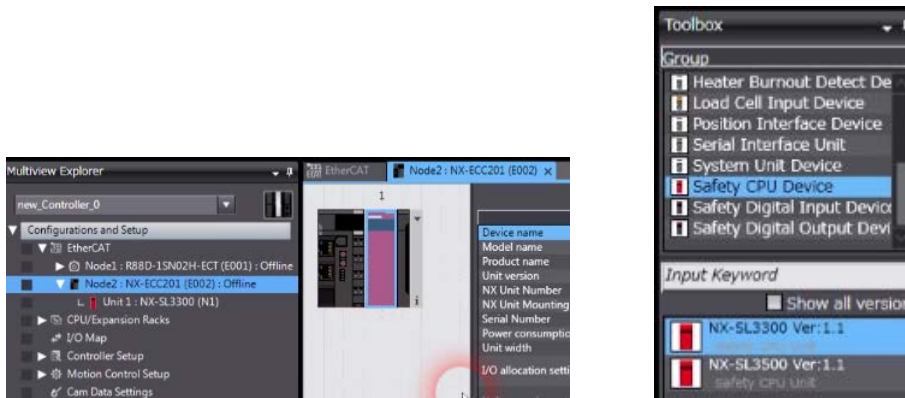 Multiview Explorer
new_Controller_0
Configurations and Setup
EtherCAT
Node1 : R88D-1SN02H-ECT (E001) : Offline
Node2 : NX-ECC201 (E002) : Offline
Unit 1 : NX-SL3300 (N1)
CPU/Expansion Racks
I/O Map
Controller Setup
Motion Control Setup
Cam Data Settings
EtherCAT
Node2 : NX-ECC201 (E002)
1
Device name
Model name
Product name
Unit version
NX Unit Number
NX Unit Mounting
Serial Number
Power consumptio
Unit width
I/O allocation setti
Toolbox
Group
Heater Burnout Detect De
Load Cell Input Device
Position Interface Device
Serial Interface Unit
System Unit Device
Safety CPU Device
Safety Digital Input Device
Safety Digital Output Devi
Input Keyword
Show all version
NX-SL3300 Ver:1.1
Safety CPU Unit
NX-SL3500 Ver:1.1
Safety CPU Unit